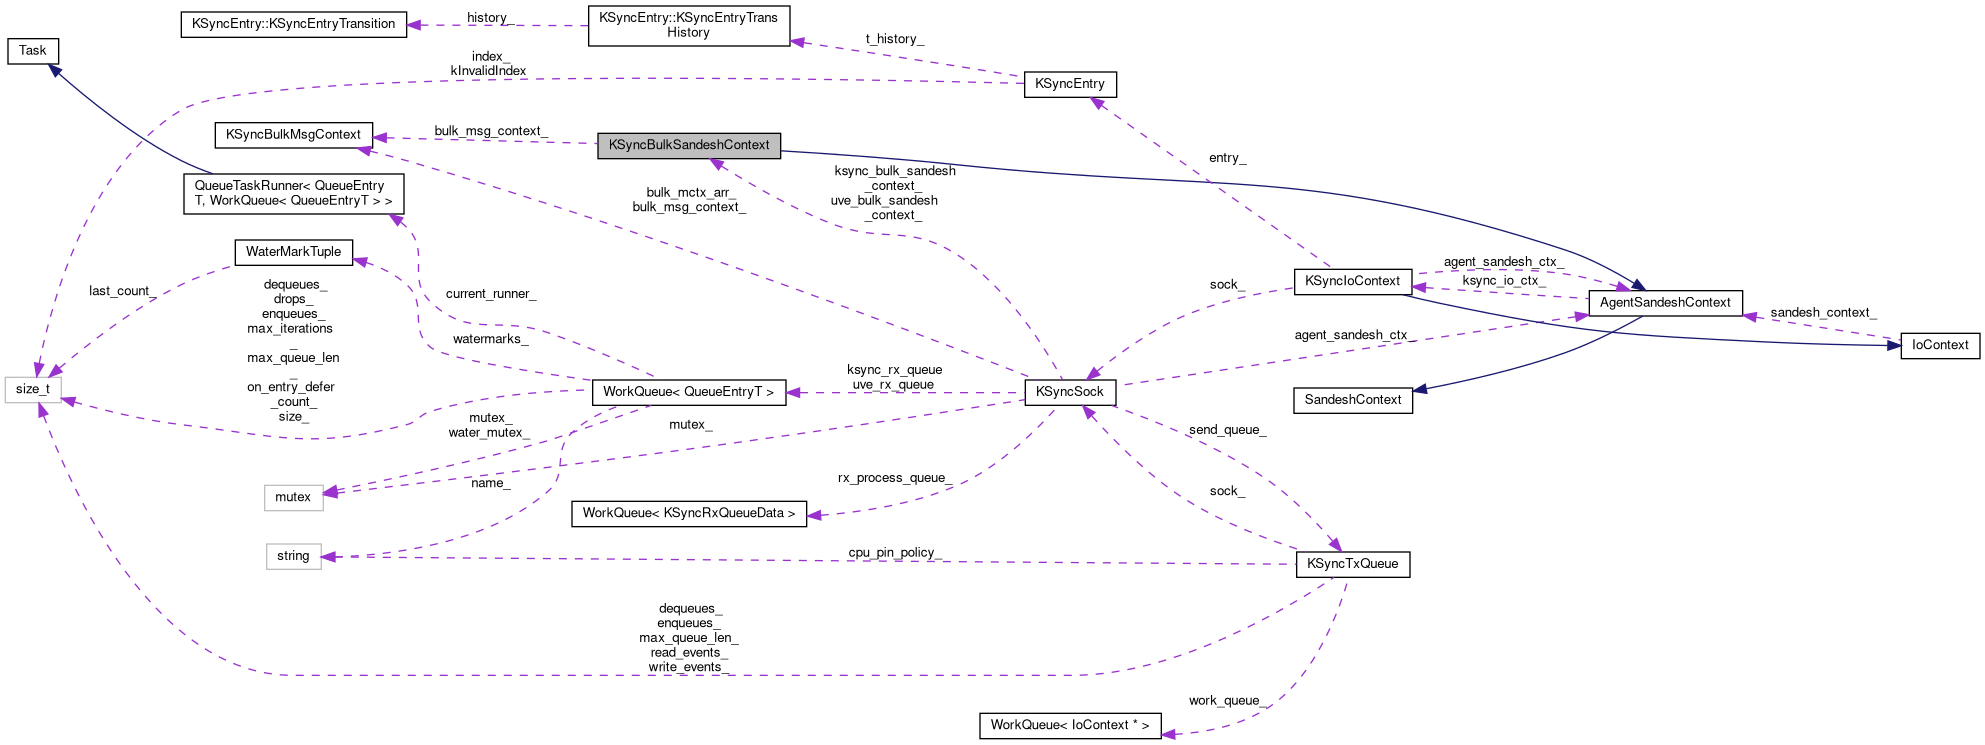 KSyncEntry::KSyncEntryTransition
history_
KSyncEntry::KSyncEntryTrans
History
t_history_
Task
index_
kInvalidIndex
KSyncEntry
KSyncBulkMsgContext
bulk_msg_context_
KSyncBulkSandeshContext
entry_
QueueTaskRunner< QueueEntry
T, WorkQueue< QueueEntryT > >
bulk_mctx_arr_
bulk_msg_context_
ksync_bulk_sandesh
_context_
uve_bulk_sandesh
_context_
WaterMarkTuple
last_count_
dequeues_
drops_
enqueues_
max_iterations
_
max_queue_len
_
on_entry_defer
_count_
size_
current_runner_
watermarks_
sock_
KSyncIoContext
agent_sandesh_ctx_
ksync_io_ctx_
AgentSandeshContext
sandesh_context_
IoContext
agent_sandesh_ctx_
size_t
WorkQueue< QueueEntryT >
ksync_rx_queue
uve_rx_queue
KSyncSock
SandeshContext
mutex_
water_mutex_
mutex_
send_queue_
name_
rx_process_queue_
sock_
mutex
WorkQueue< KSyncRxQueueData >
string
cpu_pin_policy_
KSyncTxQueue
dequeues_
enqueues_
max_queue_len_
read_events_
write_events_
work_queue_
WorkQueue< IoContext * >